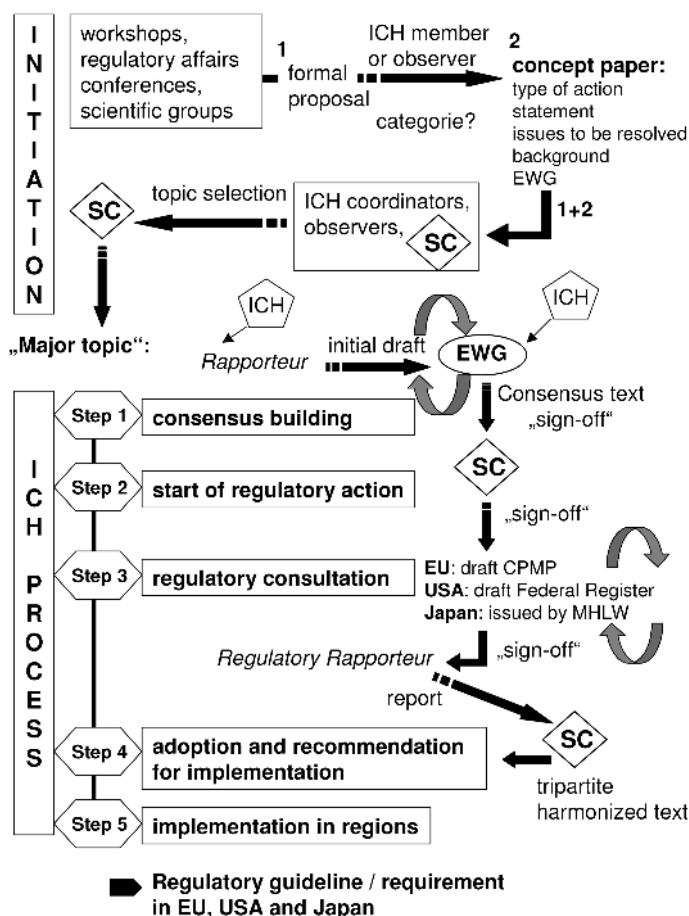 INITIATION
workshops,
regulatory affairs
conferences,
scientific groups
1
formal
proposal
ICH member
or observer
categorie?
2
concept paper:
type of action
statement
issues to be resolved
background
EWG
1+2
ICH coordinators,
observers,
SC
topic selection
SC
„Major topic“:
ICH
Rapporteur
initial draft
EWG
ICH
Consensus text
„sign-off“
SC
„sign-off“
ICH PROCESS
Step 1
consensus building
Step 2
start of regulatory action
Step 3
regulatory consultation
EU: draft CPMP
USA: draft Federal Register
Japan: issued by MHLW
„sign-off“
Regulatory Rapporteur
report
SC
tripartite
harmonized text
Step 4
adoption and recommendation
for implementation
Step 5
implementation in regions
Regulatory guideline / requirement
in EU, USA and Japan